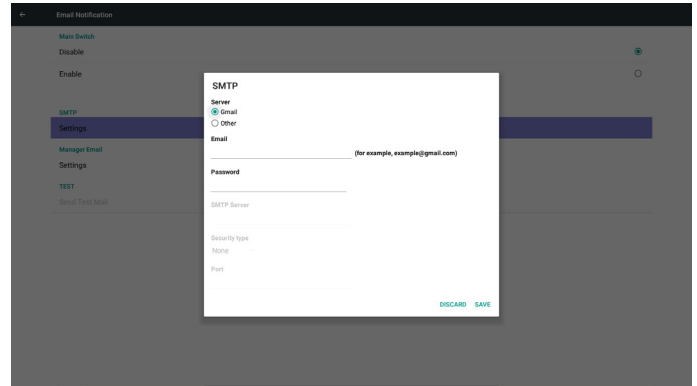 Email Notification
Main Switch
Disable
Enable
SMTP
Settings
Manager Email
Settings
TEST
Send Test Mail
SMTP
Server
Gmail
Other
Email
(for example, example@gmail.com)
Password
SMTP Server
Security type
None
Port
DISCARD SAVE